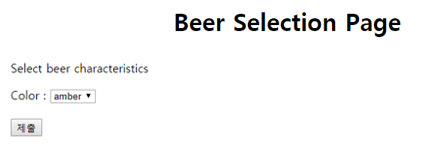 Beer Selection Page
Select beer characteristics
Color : amber
제출